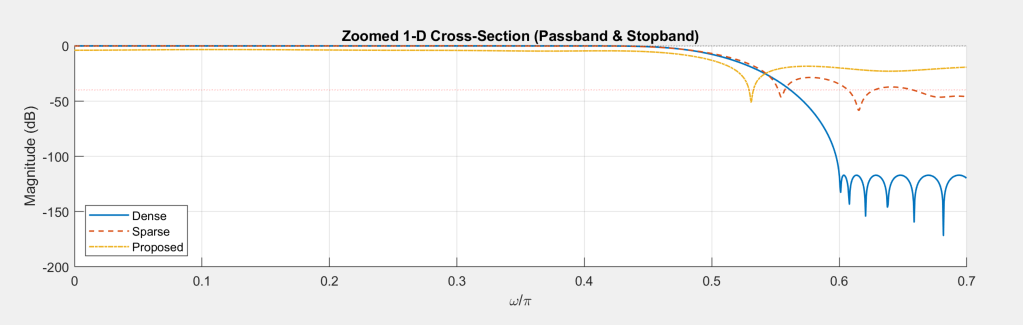 Zoomed 1-D Cross-Section (Passband & Stopband)
Magnitude (dB)
0
-50
-100
-150
-200
Dense
Sparse
Proposed
0 0.1 0.2 0.3 0.4 0.5 0.6 0.7
ω/π